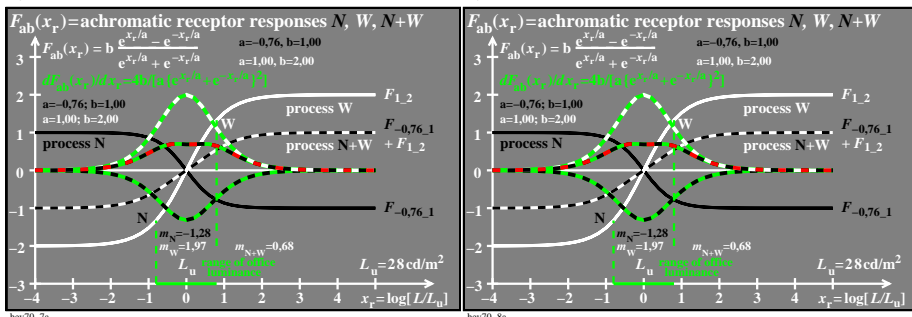 F_ab(x_r)=achromatic receptor responses N, W, N+W
F_ab(x_r) = b (e^{x_r/a} − e^{−x_r/a}) / (e^{x_r/a} + e^{−x_r/a})
a=-0,76, b=1,00
a=1,00, b=2,00
dF_ab(x_r)/dx_r=4b/[a{e^{x_r/a}+e^{−x_r/a}}^2]
a=-0,76; b=1,00
a=1,00; b=2,00
process W
F_1_2
W
process N
process N+W
F_−0,76_1
+ F_1_2
N
F_−0,76_1
m_N=−1,28
m_W=1,97
m_N+W=0,68
L_u
range of office
luminance
L_u=28cd/m^2
3
2
1
0
−1
−2
−3
−4 −3 −2 −1 0 1 2 3 4
x_r=log[L/L_u]
F_ab(x_r)=achromatic receptor responses N, W, N+W
F_ab(x_r) = b (e^{x_r/a} − e^{−x_r/a}) / (e^{x_r/a} + e^{−x_r/a})
a=-0,76, b=1,00
a=1,00, b=2,00
dF_ab(x_r)/dx_r=4b/[a{e^{x_r/a}+e^{−x_r/a}}^2]
a=-0,76; b=1,00
a=1,00; b=2,00
process W
F_1_2
W
process N
process N+W
F_−0,76_1
+ F_1_2
N
F_−0,76_1
m_N=−1,28
m_W=1,97
m_N+W=0,68
L_u
range of office
luminance
L_u=28cd/m^2
3
2
1
0
−1
−2
−3
−4 −3 −2 −1 0 1 2 3 4
x_r=log[L/L_u]